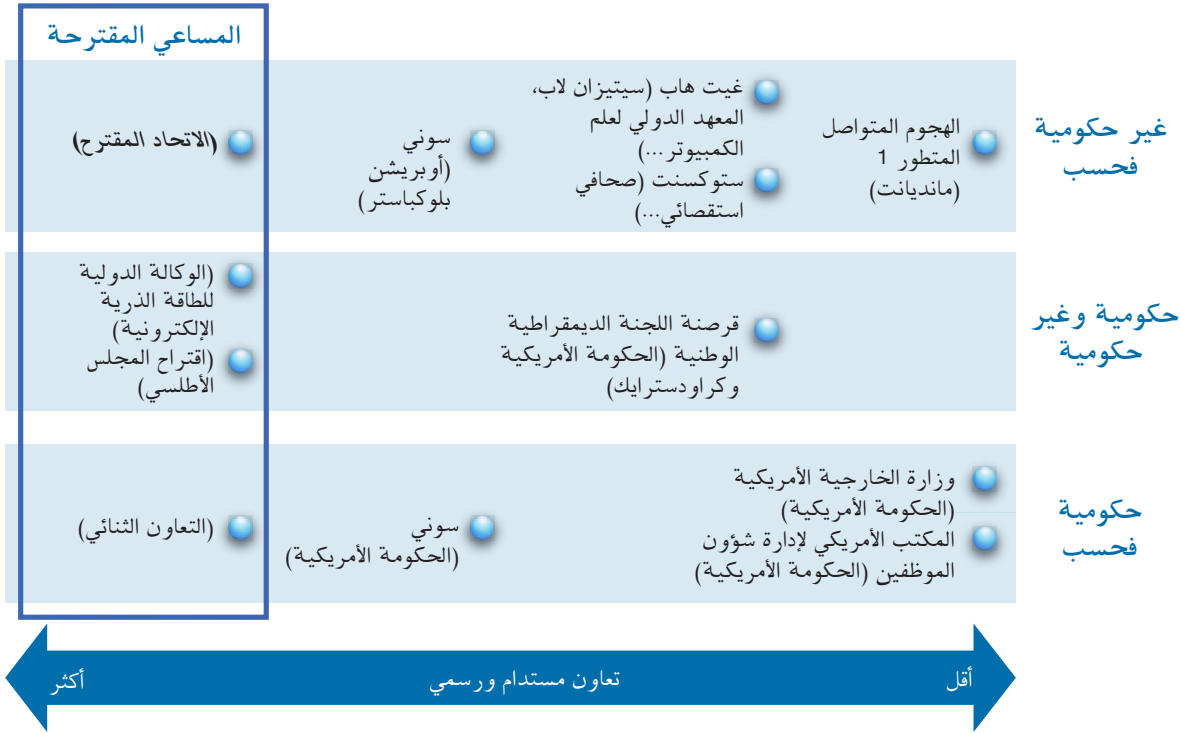 المساعي المقترحة
غير حكومية
فحسب
الهجوم المتواصل
المتطور 1
(مانديانت)
غيت هاب (سيتيزان لاب،
المعهد الدولي لعلم
الكمبيوتر...)
ستوكسنت (صحافي
استقصائي...)
سوني
(أوبريشن
بلوكباستر)
(الاتحاد المقترح)
حكومية وغير
حكومية
قرصنة اللجنة الديمقراطية
الوطنية (الحكومة الأمريكية
وكراودسترايك)
(الوكالة الدولية
للطاقة الذرية
الإلكترونية)
(اقتراح المجلس
الأطلسي)
حكومية
فحسب
وزارة الخارجية الأمريكية
(الحكومة الأمريكية)
المكتب الأمريكي لإدارة شؤون
الموظفين (الحكومة الأمريكية)
سوني
(الحكومة الأمريكية)
(التعاون الثنائي)
أقل
تعاون مستدام ورسمي
أكثر